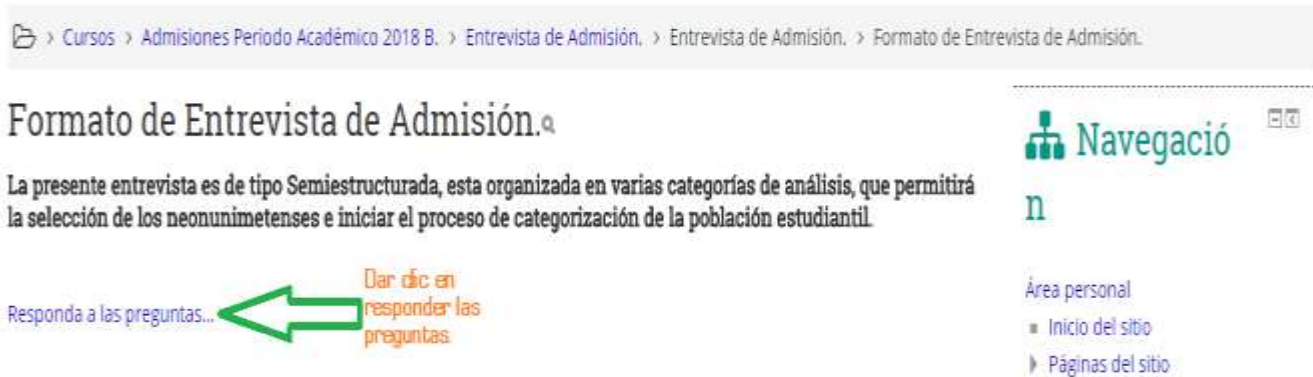 > Cursos > Admisiones Periodo Académico 2018 B. > Entrevista de Admisión. > Entrevista de Admisión. > Formato de Entrevista de Admisión.
Formato de Entrevista de Admisión.
La presente entrevista es de tipo Semiestructurada, esta organizada en varias categorías de análisis, que permitirá
la selección de los neonunimetenses e iniciar el proceso de categorización de la población estudiantil.
Responda a las preguntas...
Dar clic en
responder las
preguntas.
Navegació
n
Área personal
Inicio del sitio
Páginas del sitio